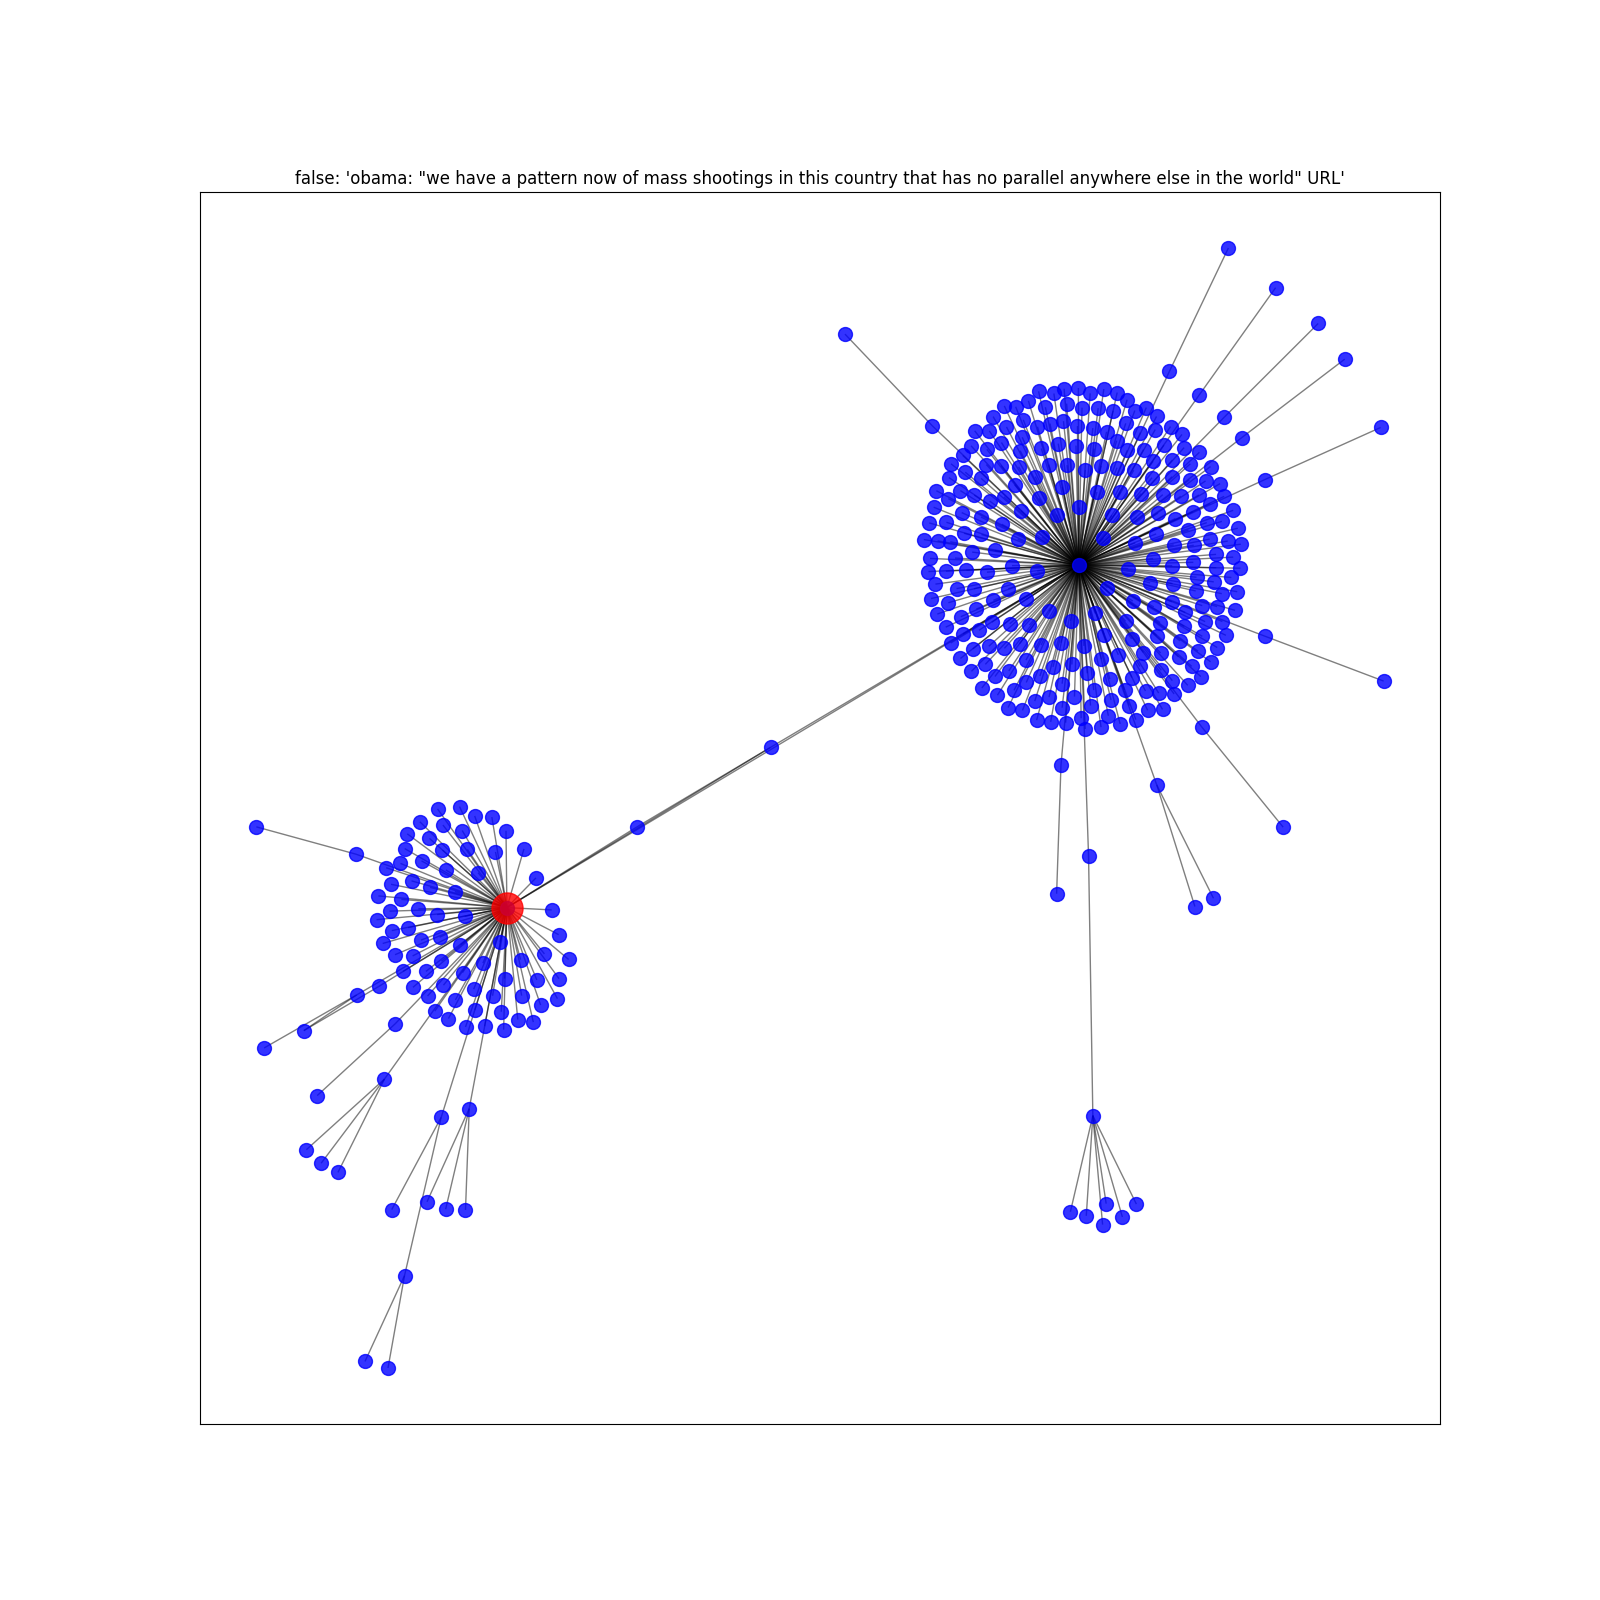 false: 'obama: "we have a pattern now of mass shootings in this country that has no parallel anywhere else in the world" URL'